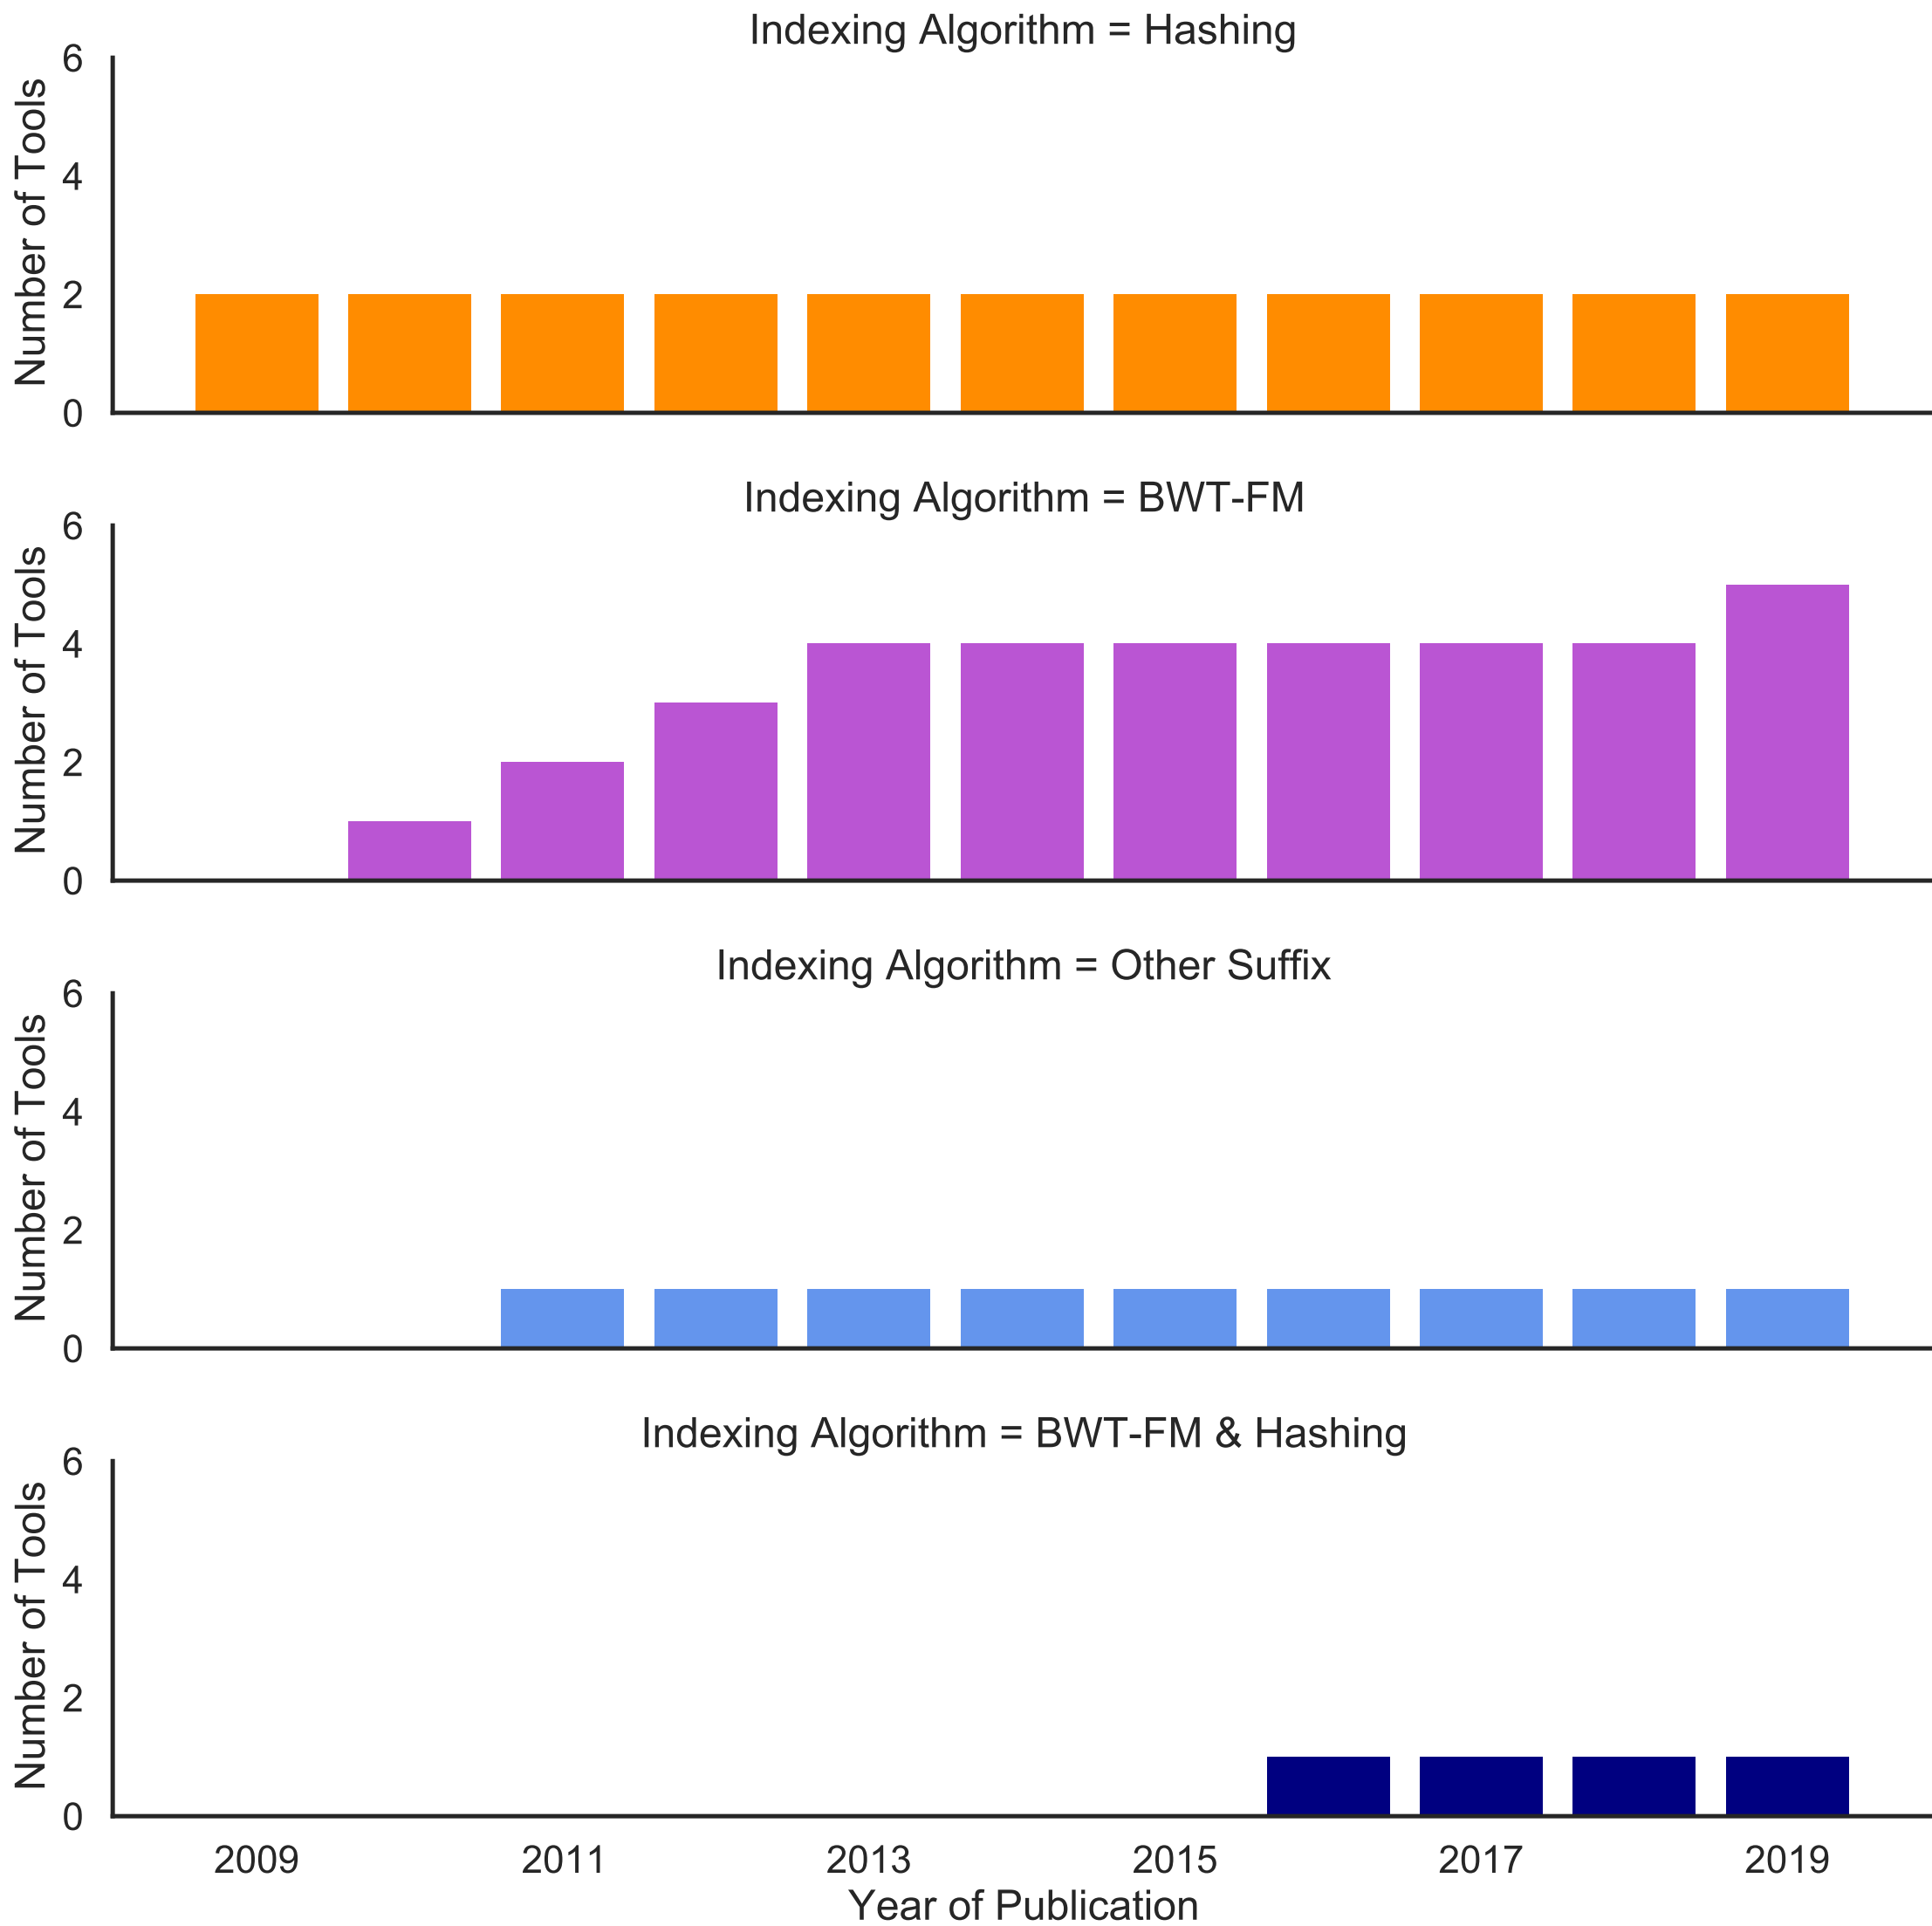 Indexing Algorithm = Hashing
Number of Tools
6
4
2
0
Indexing Algorithm = BWT-FM
Number of Tools
6
4
2
0
Indexing Algorithm = Other Suffix
Number of Tools
6
4
2
0
Indexing Algorithm = BWT-FM & Hashing
Number of Tools
6
4
2
0
2009 2011 2013 2015 2017 2019
Year of Publication